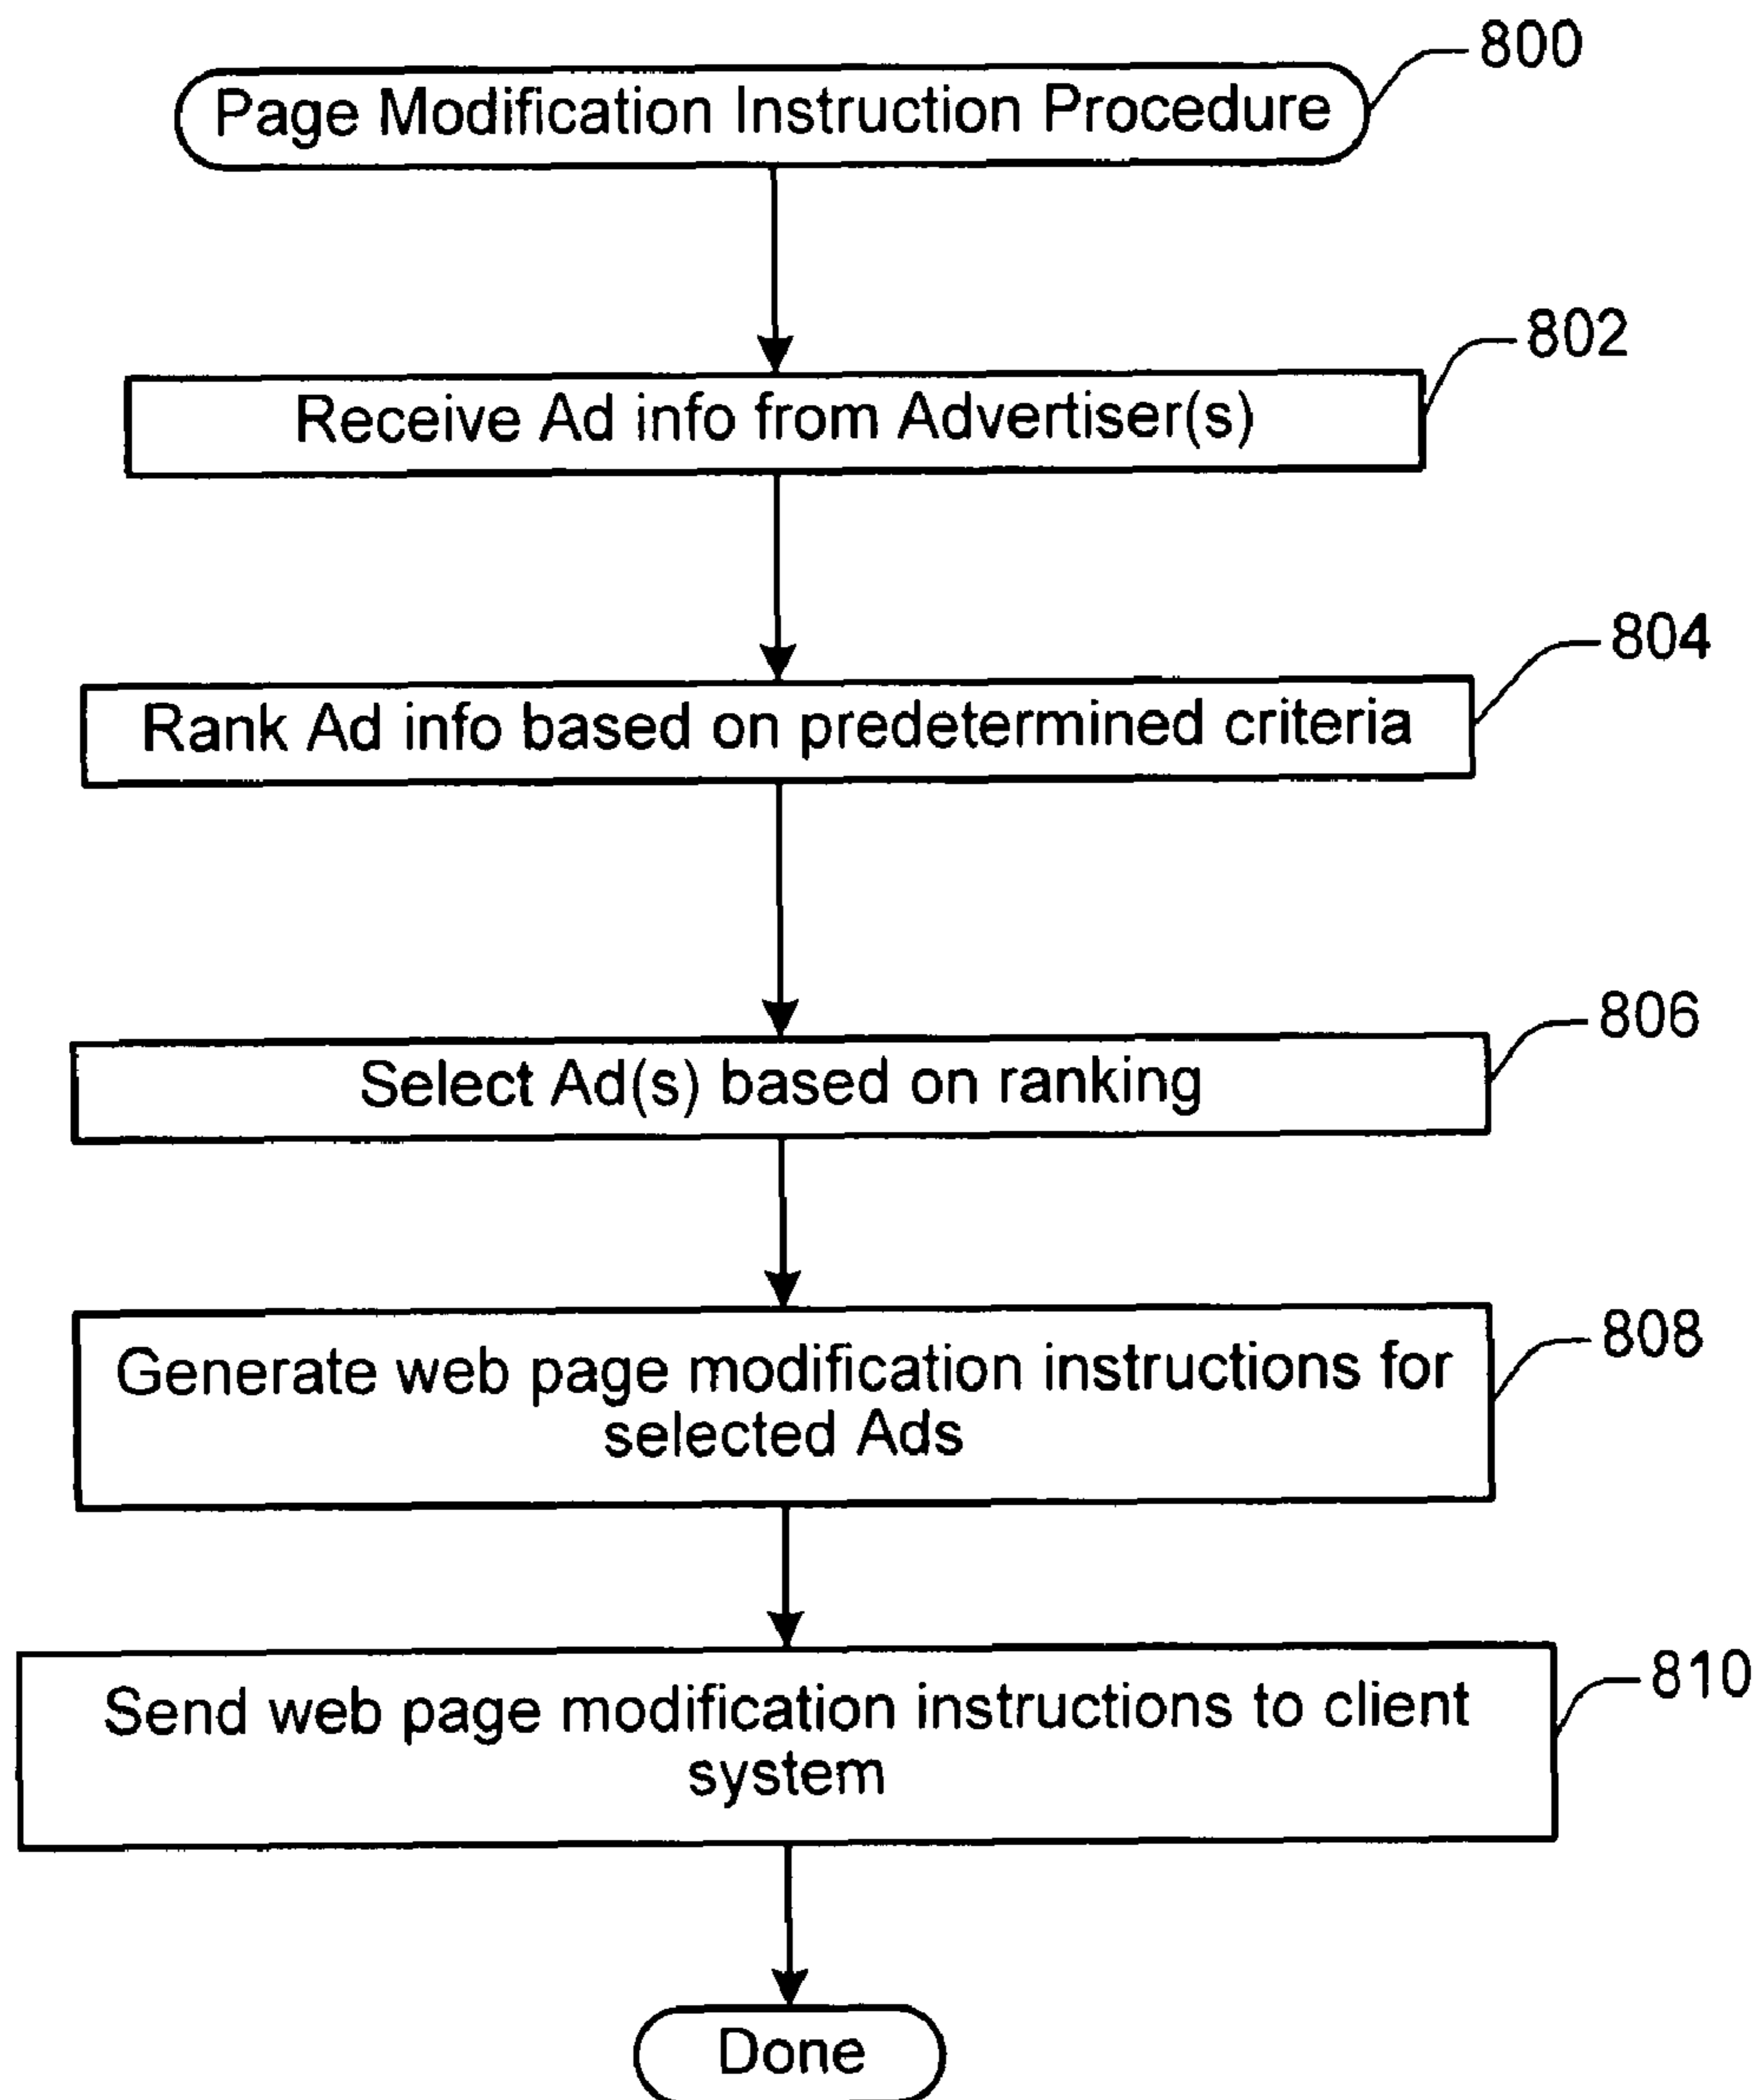 800
Page Modification Instruction Procedure
802
Receive Ad info from Advertiser(s)
804
Rank Ad info based on predetermined criteria
806
Select Ad(s) based on ranking
808
Generate web page modification instructions for
selected Ads
810
Send web page modification instructions to client
system
Done